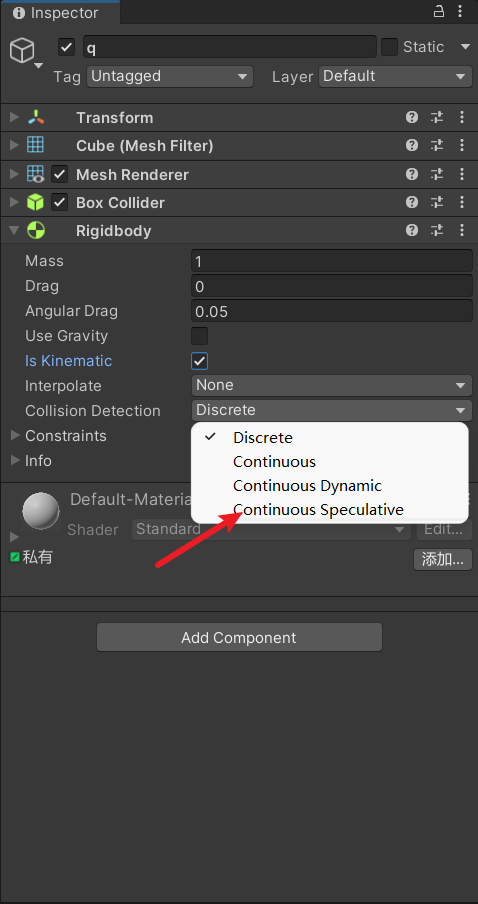 Inspector
q
Static
Tag Untagged Layer Default
Transform
Cube (Mesh Filter)
Mesh Renderer
Box Collider
Rigidbody
Mass 1
Drag 0
Angular Drag 0.05
Use Gravity
Is Kinematic
Interpolate None
Collision Detection Discrete
Constraints
Info
Discrete
Continuous
Continuous Dynamic
Continuous Speculative
Default-Materia
Shader Standard Edit...
私有 添加...
Add Component